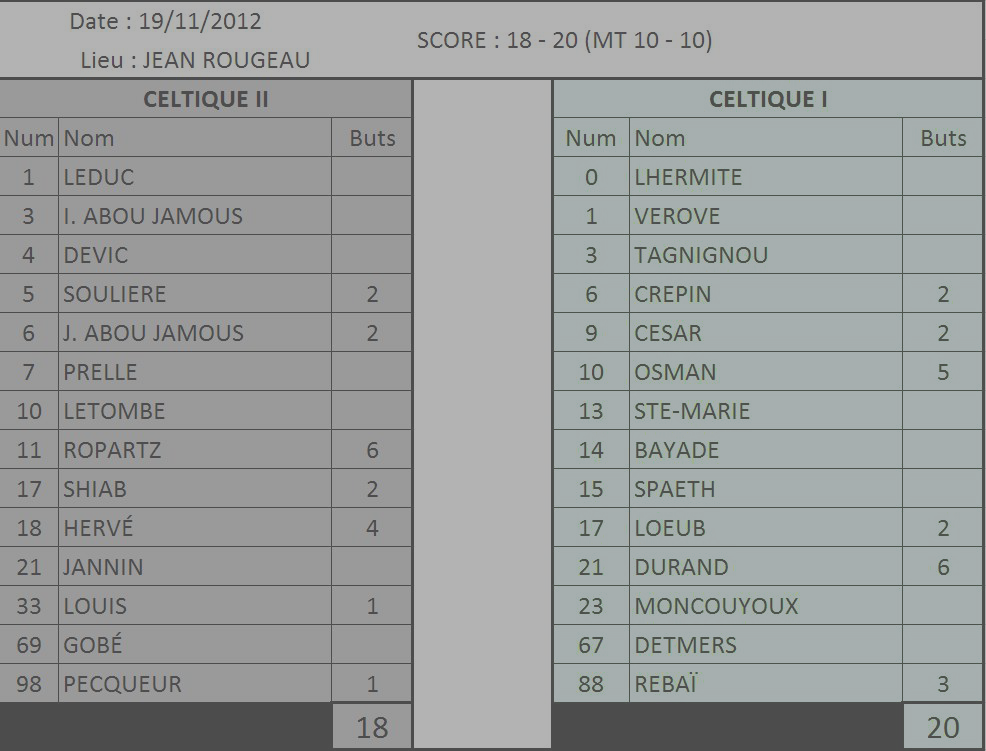 Date : 19/11/2012
SCORE : 18 - 20 (MT 10 - 10)
Lieu : JEAN ROUGEAU
CELTIQUE II
Num Nom Buts
1 LEDUC
3 I. ABOU JAMOUS
4 DEVIC
5 SOULIERE 2
6 J. ABOU JAMOUS 2
7 PRELLE
10 LETOMBE
11 ROPARTZ 6
17 SHIAB 2
18 HERVÉ 4
21 JANNIN
33 LOUIS 1
69 GOBÉ
98 PECQUEUR 1
18
CELTIQUE I
Num Nom Buts
0 LHERMITE
1 VEROVE
3 TAGNIGNOU
6 CREPIN 2
9 CESAR 2
10 OSMAN 5
13 STE-MARIE
14 BAYADE
15 SPAETH
17 LOEUB 2
21 DURAND 6
23 MONCOUYOUX
67 DETMERS
88 REBAÏ 3
20